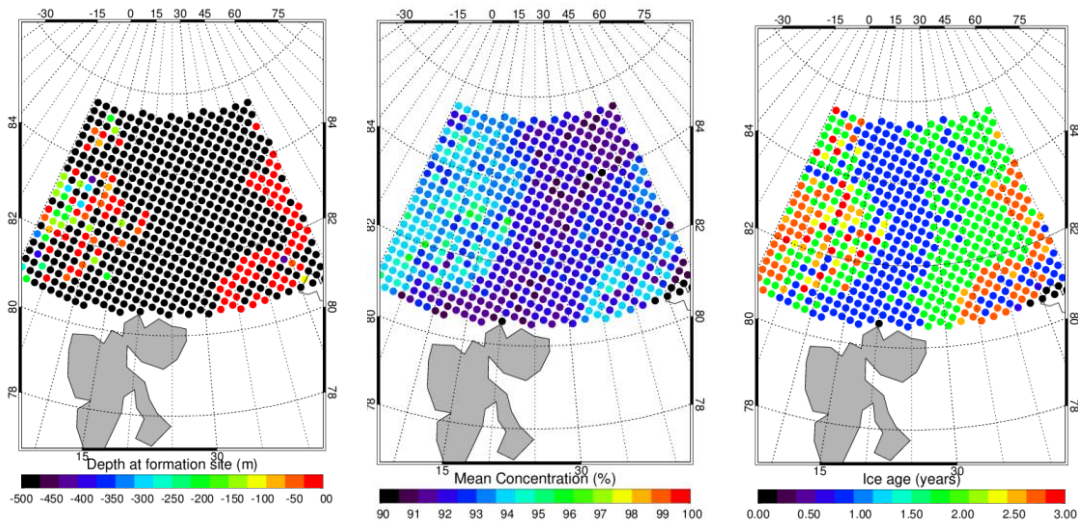 -30 -15 0 15 30 45 60 75
84 84
82 82
80 80
78 78
15 30
Depth at formation site (m)
-500 -450 -400 -350 -300 -250 -200 -150 -100 -50 00
-30 -15 0 15 30 45 60 75
84 84
82 82
80 80
78 78
15 30
Mean Concentration (%)
90 91 92 93 94 95 96 97 98 99 100
-30 -15 0 15 30 45 60 75
84 84
82 82
80 80
78 78
15 30
Ice age (years)
0.00 0.50 1.00 1.50 2.00 2.50 3.00